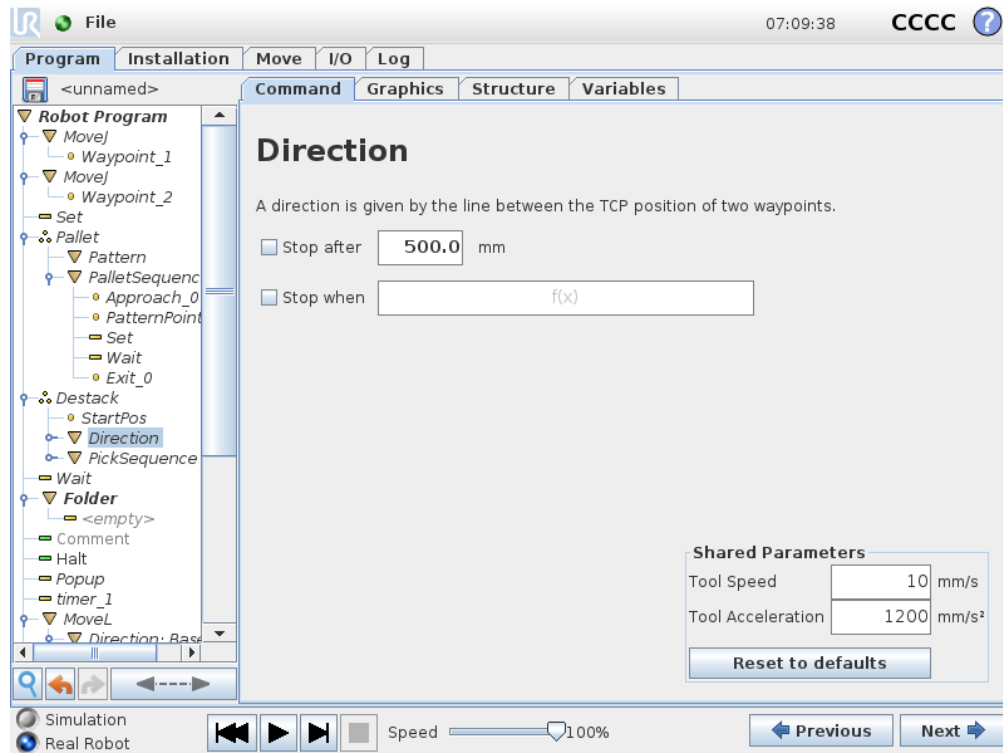 UR File 07:09:38 CCCC ?
Program Installation Move I/O Log
<unnamed> Command Graphics Structure Variables
Robot Program
MoveJ
Waypoint_1
MoveJ
Waypoint_2
Set
Pallet
Pattern
PalletSequenc
Approach_0
PatternPoint
Set
Wait
Exit_0
Destack
StartPos
Direction
PickSequence
Wait
Folder
<empty>
Comment
Halt
Popup
timer_1
MoveL
Direction: Base
Direction
A direction is given by the line between the TCP position of two waypoints.
Stop after 500.0 mm
Stop when f(x)
Shared Parameters
Tool Speed 10 mm/s
Tool Acceleration 1200 mm/s²
Reset to defaults
Simulation
Real Robot
Speed 100%
Previous Next